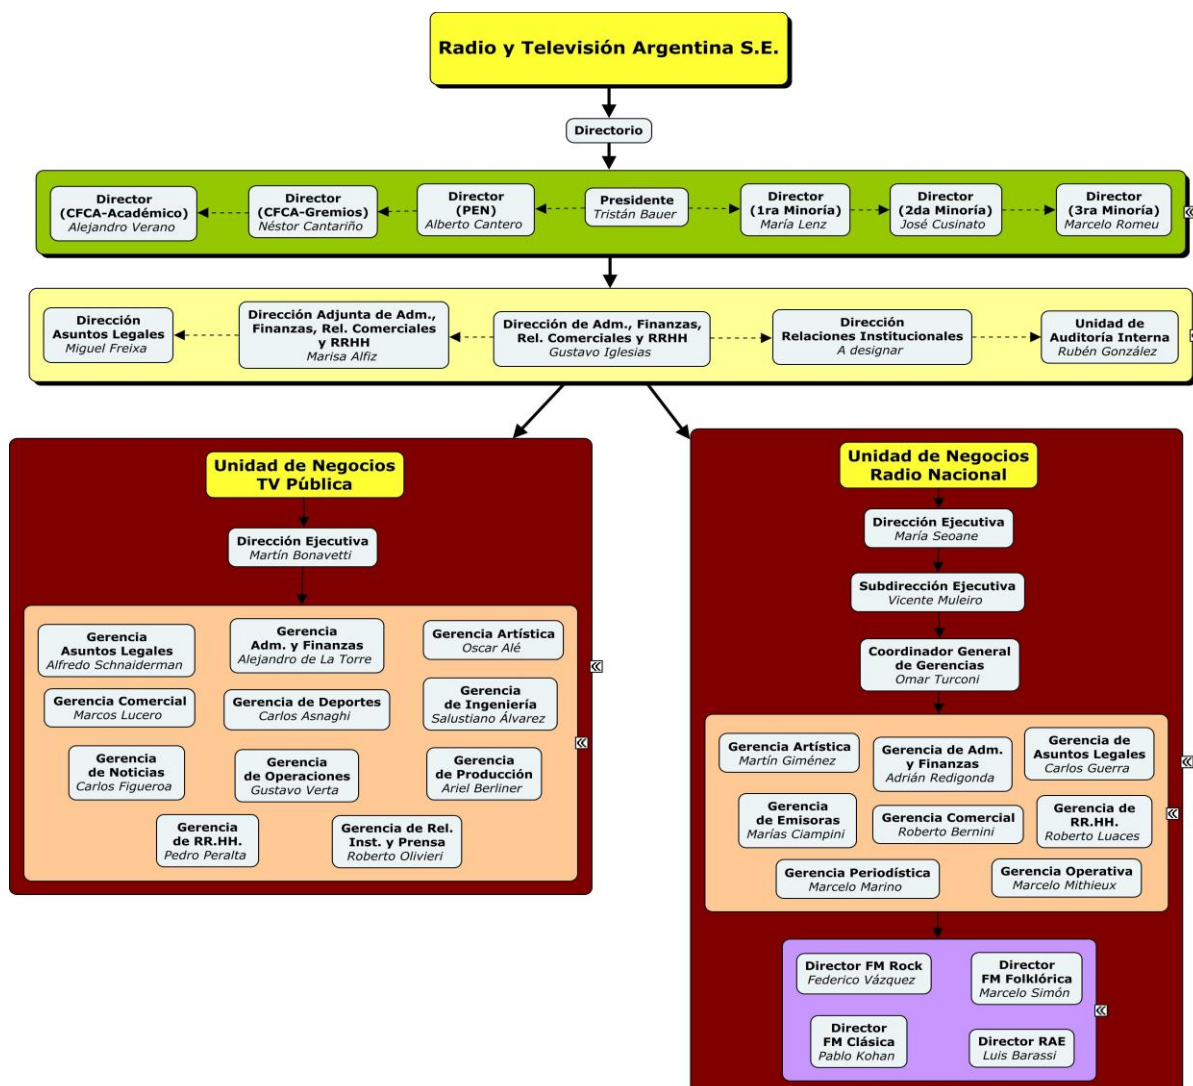 Radio y Televisión Argentina S.E.
Directorio
Director
(CFCA-Académico)
Alejandro Verano
Director
(CFCA-Gremios)
Néstor Cantariño
Director
(PEN)
Alberto Cantero
Presidente
Tristán Bauer
Director
(1ra Minoría)
María Lenz
Director
(2da Minoría)
José Cusinato
Director
(3ra Minoría)
Marcelo Romeu
Dirección
Asuntos Legales
Miguel Freixa
Dirección Adjunta de Adm.,
Finanzas, Rel. Comerciales
y RRHH
Marisa Alfiz
Dirección de Adm., Finanzas,
Rel. Comerciales y RRHH
Gustavo Iglesias
Dirección
Relaciones Institucionales
A designar
Unidad de
Auditoría Interna
Rubén González
Unidad de Negocios
TV Pública
Dirección Ejecutiva
Martín Bonavetti
Gerencia
Asuntos Legales
Alfredo Schnaiderman
Gerencia
Adm. y Finanzas
Alejandro de La Torre
Gerencia Artística
Oscar Alé
Gerencia Comercial
Marcos Lucero
Gerencia de Deportes
Carlos Asnaghi
Gerencia
de Ingeniería
Salustiano Álvarez
Gerencia
de Noticias
Carlos Figueroa
Gerencia
de Operaciones
Gustavo Verta
Gerencia
de Producción
Ariel Berliner
Gerencia
de RR.HH.
Pedro Peralta
Gerencia de Rel.
Inst. y Prensa
Roberto Olivieri
Unidad de Negocios
Radio Nacional
Dirección Ejecutiva
María Seoane
Subdirección Ejecutiva
Vicente Muleiro
Coordinador General
de Gerencias
Omar Turconi
Gerencia Artística
Martín Giménez
Gerencia de Adm.
y Finanzas
Adrián Redigonda
Gerencia de
Asuntos Legales
Carlos Guerra
Gerencia
de Emisoras
Marías Ciampini
Gerencia Comercial
Roberto Bernini
Gerencia de
RR.HH.
Roberto Luaces
Gerencia Periodística
Marcelo Marino
Gerencia Operativa
Marcelo Mithieux
Director FM Rock
Federico Vázquez
Director
FM Folklórica
Marcelo Simón
Director
FM Clásica
Pablo Kohan
Director RAE
Luis Barassi